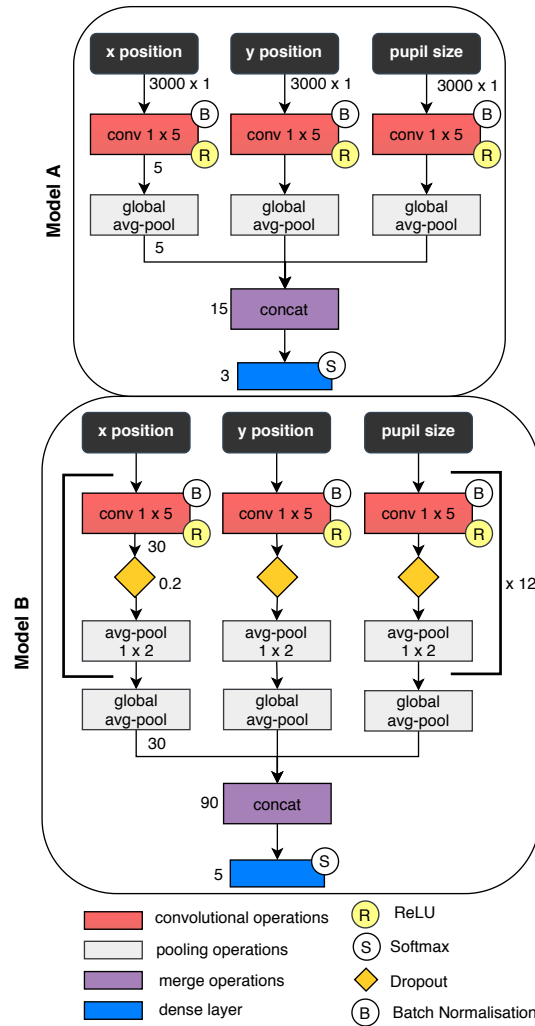 x position
y position
pupil size
3000 x 1
3000 x 1
3000 x 1
B
B
B
conv 1 x 5
conv 1 x 5
conv 1 x 5
R
R
R
5
global
avg-pool
global
avg-pool
global
avg-pool
5
Model A
15
concat
S
3
x position
y position
pupil size
B
B
B
conv 1 x 5
conv 1 x 5
conv 1 x 5
R
R
R
30
0.2
x 12
avg-pool
1 x 2
avg-pool
1 x 2
avg-pool
1 x 2
Model B
global
avg-pool
global
avg-pool
global
avg-pool
30
90
concat
S
5
convolutional operations
R
ReLU
pooling operations
S
Softmax
merge operations
Dropout
dense layer
B
Batch Normalisation